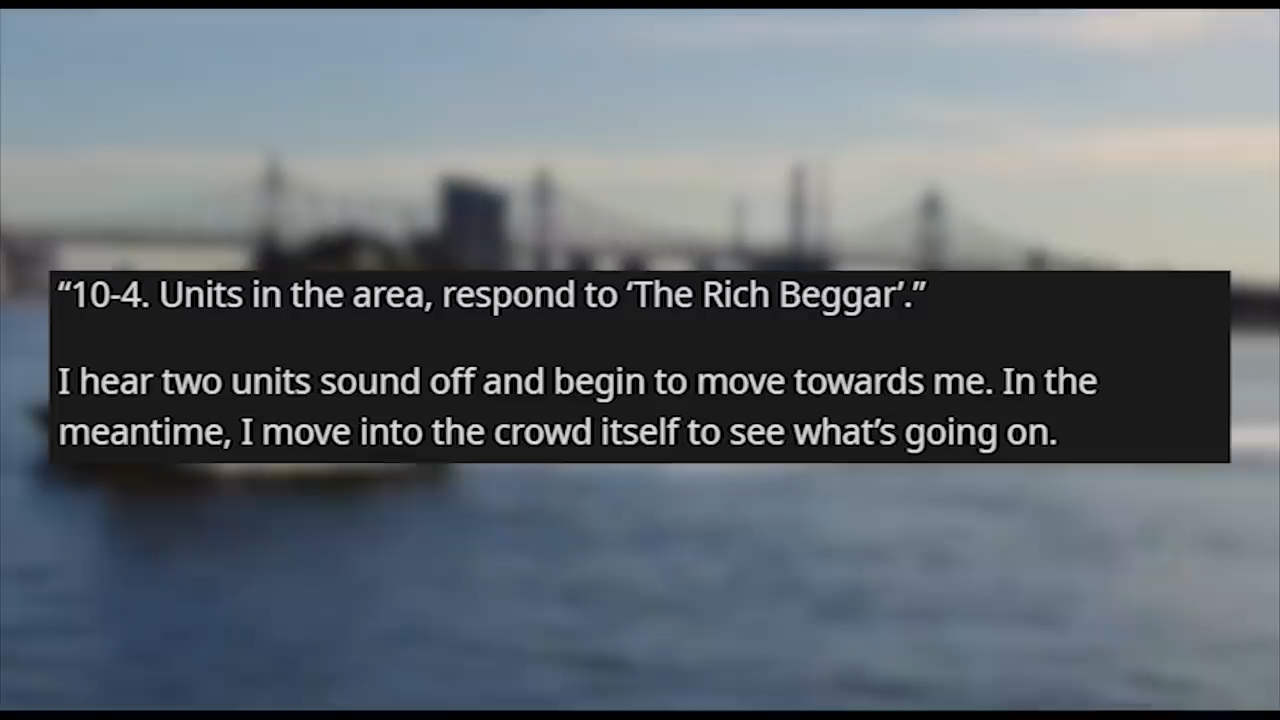 “10-4. Units in the area, respond to ‘The Rich Beggar’.”
I hear two units sound off and begin to move towards me. In the
meantime, I move into the crowd itself to see what’s going on.